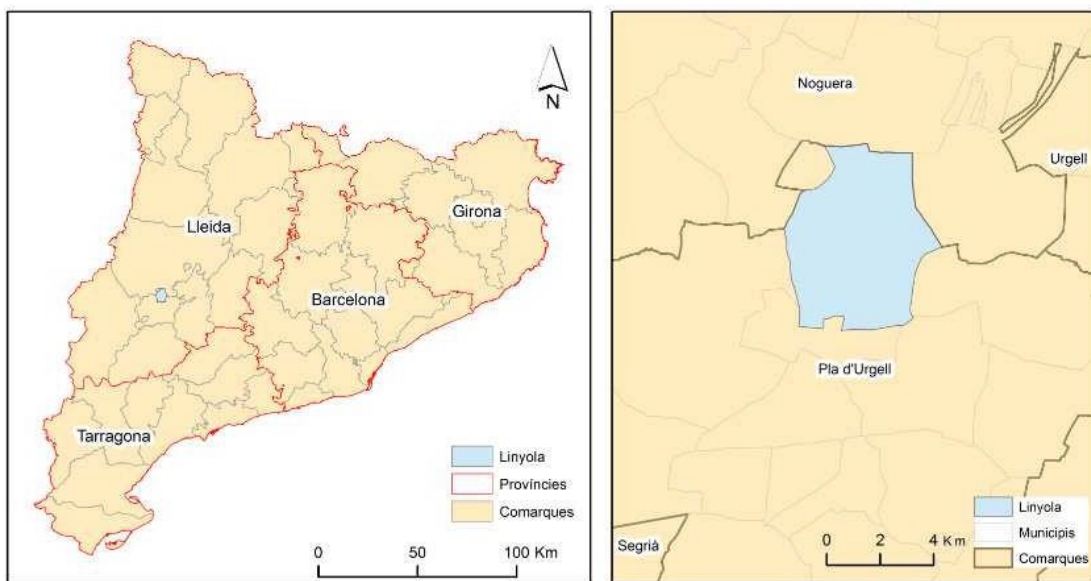 N
Lleida
Girona
Barcelona
Tarragona
Linyola
Províncies
Comarques
0 50 100 Km
Noguera
Urgell
Pla d'Urgell
Segrià
Linyola
Municipis
Comarques
0 2 4 Km